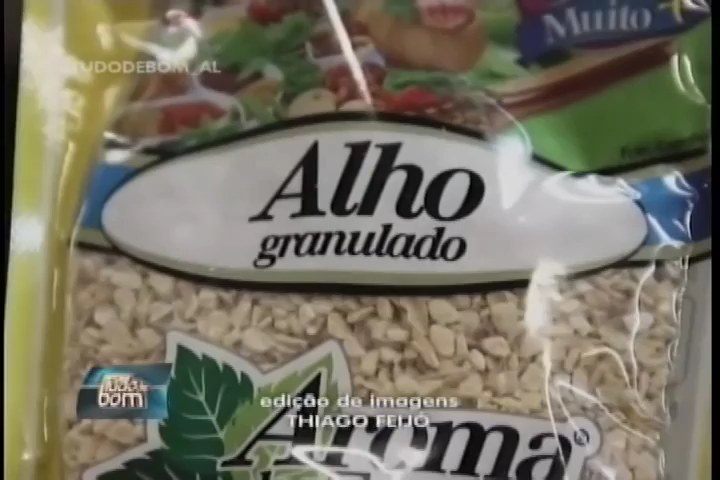 Muito
TUDODEBOM_AL
Alho
granulado
tudo de
bom
edição de imagens
THIAGO FEIJÓ
Aroma